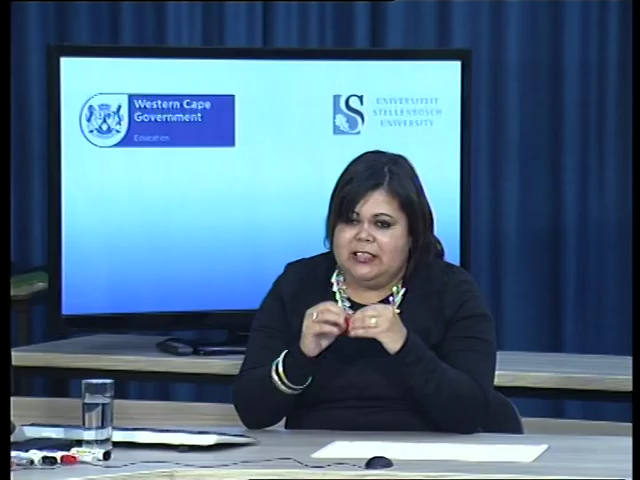 Western Cape
Government
Education
UNIVERSITEIT
STELLENBOSCH
UNIVERSITY